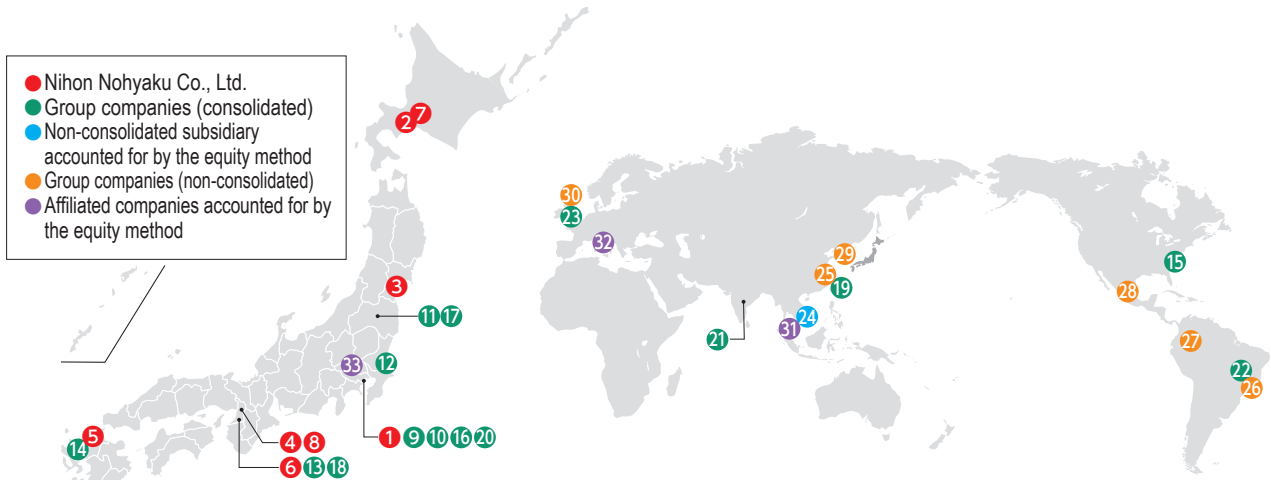 Nihon Nohyaku Co., Ltd.
Group companies (consolidated)
Non-consolidated subsidiary
accounted for by the equity method
Group companies (non-consolidated)
Affiliated companies accounted for by
the equity method
2 7
3
11 17
33 12
5
14
4 8
1 9 10 16 20
6 13 18
30
23
32
29
25
19
24
31
21
15
28
27
22
26